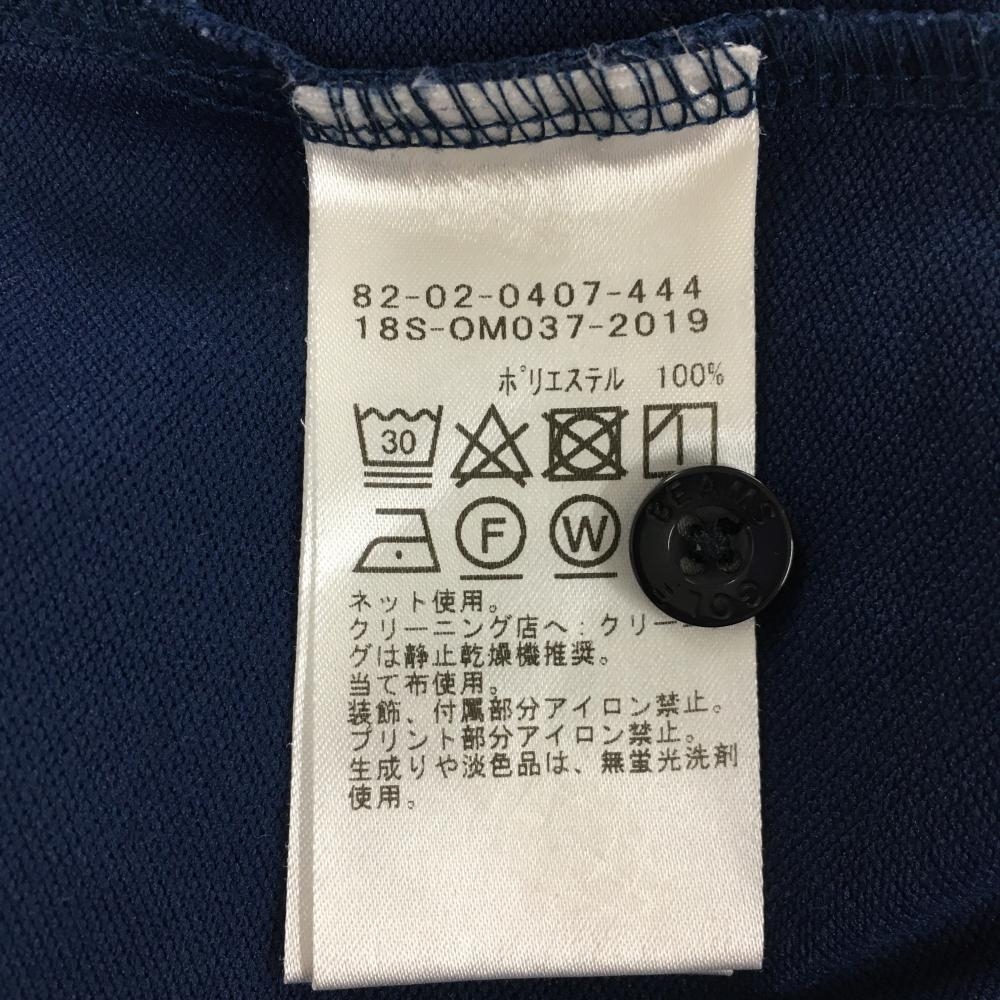 82-02-0407-444
18S-OM037-2019
ポリエステル 100%
30
F W
BEAMS
GOLF
ネット使用。
クリーニング店へ:クリー
グは静止乾燥機推奨。
当て布使用。
装飾、付属部分アイロン禁止。
プリント部分アイロン禁止。
生成りや淡色品は、無蛍光洗剤
使用。